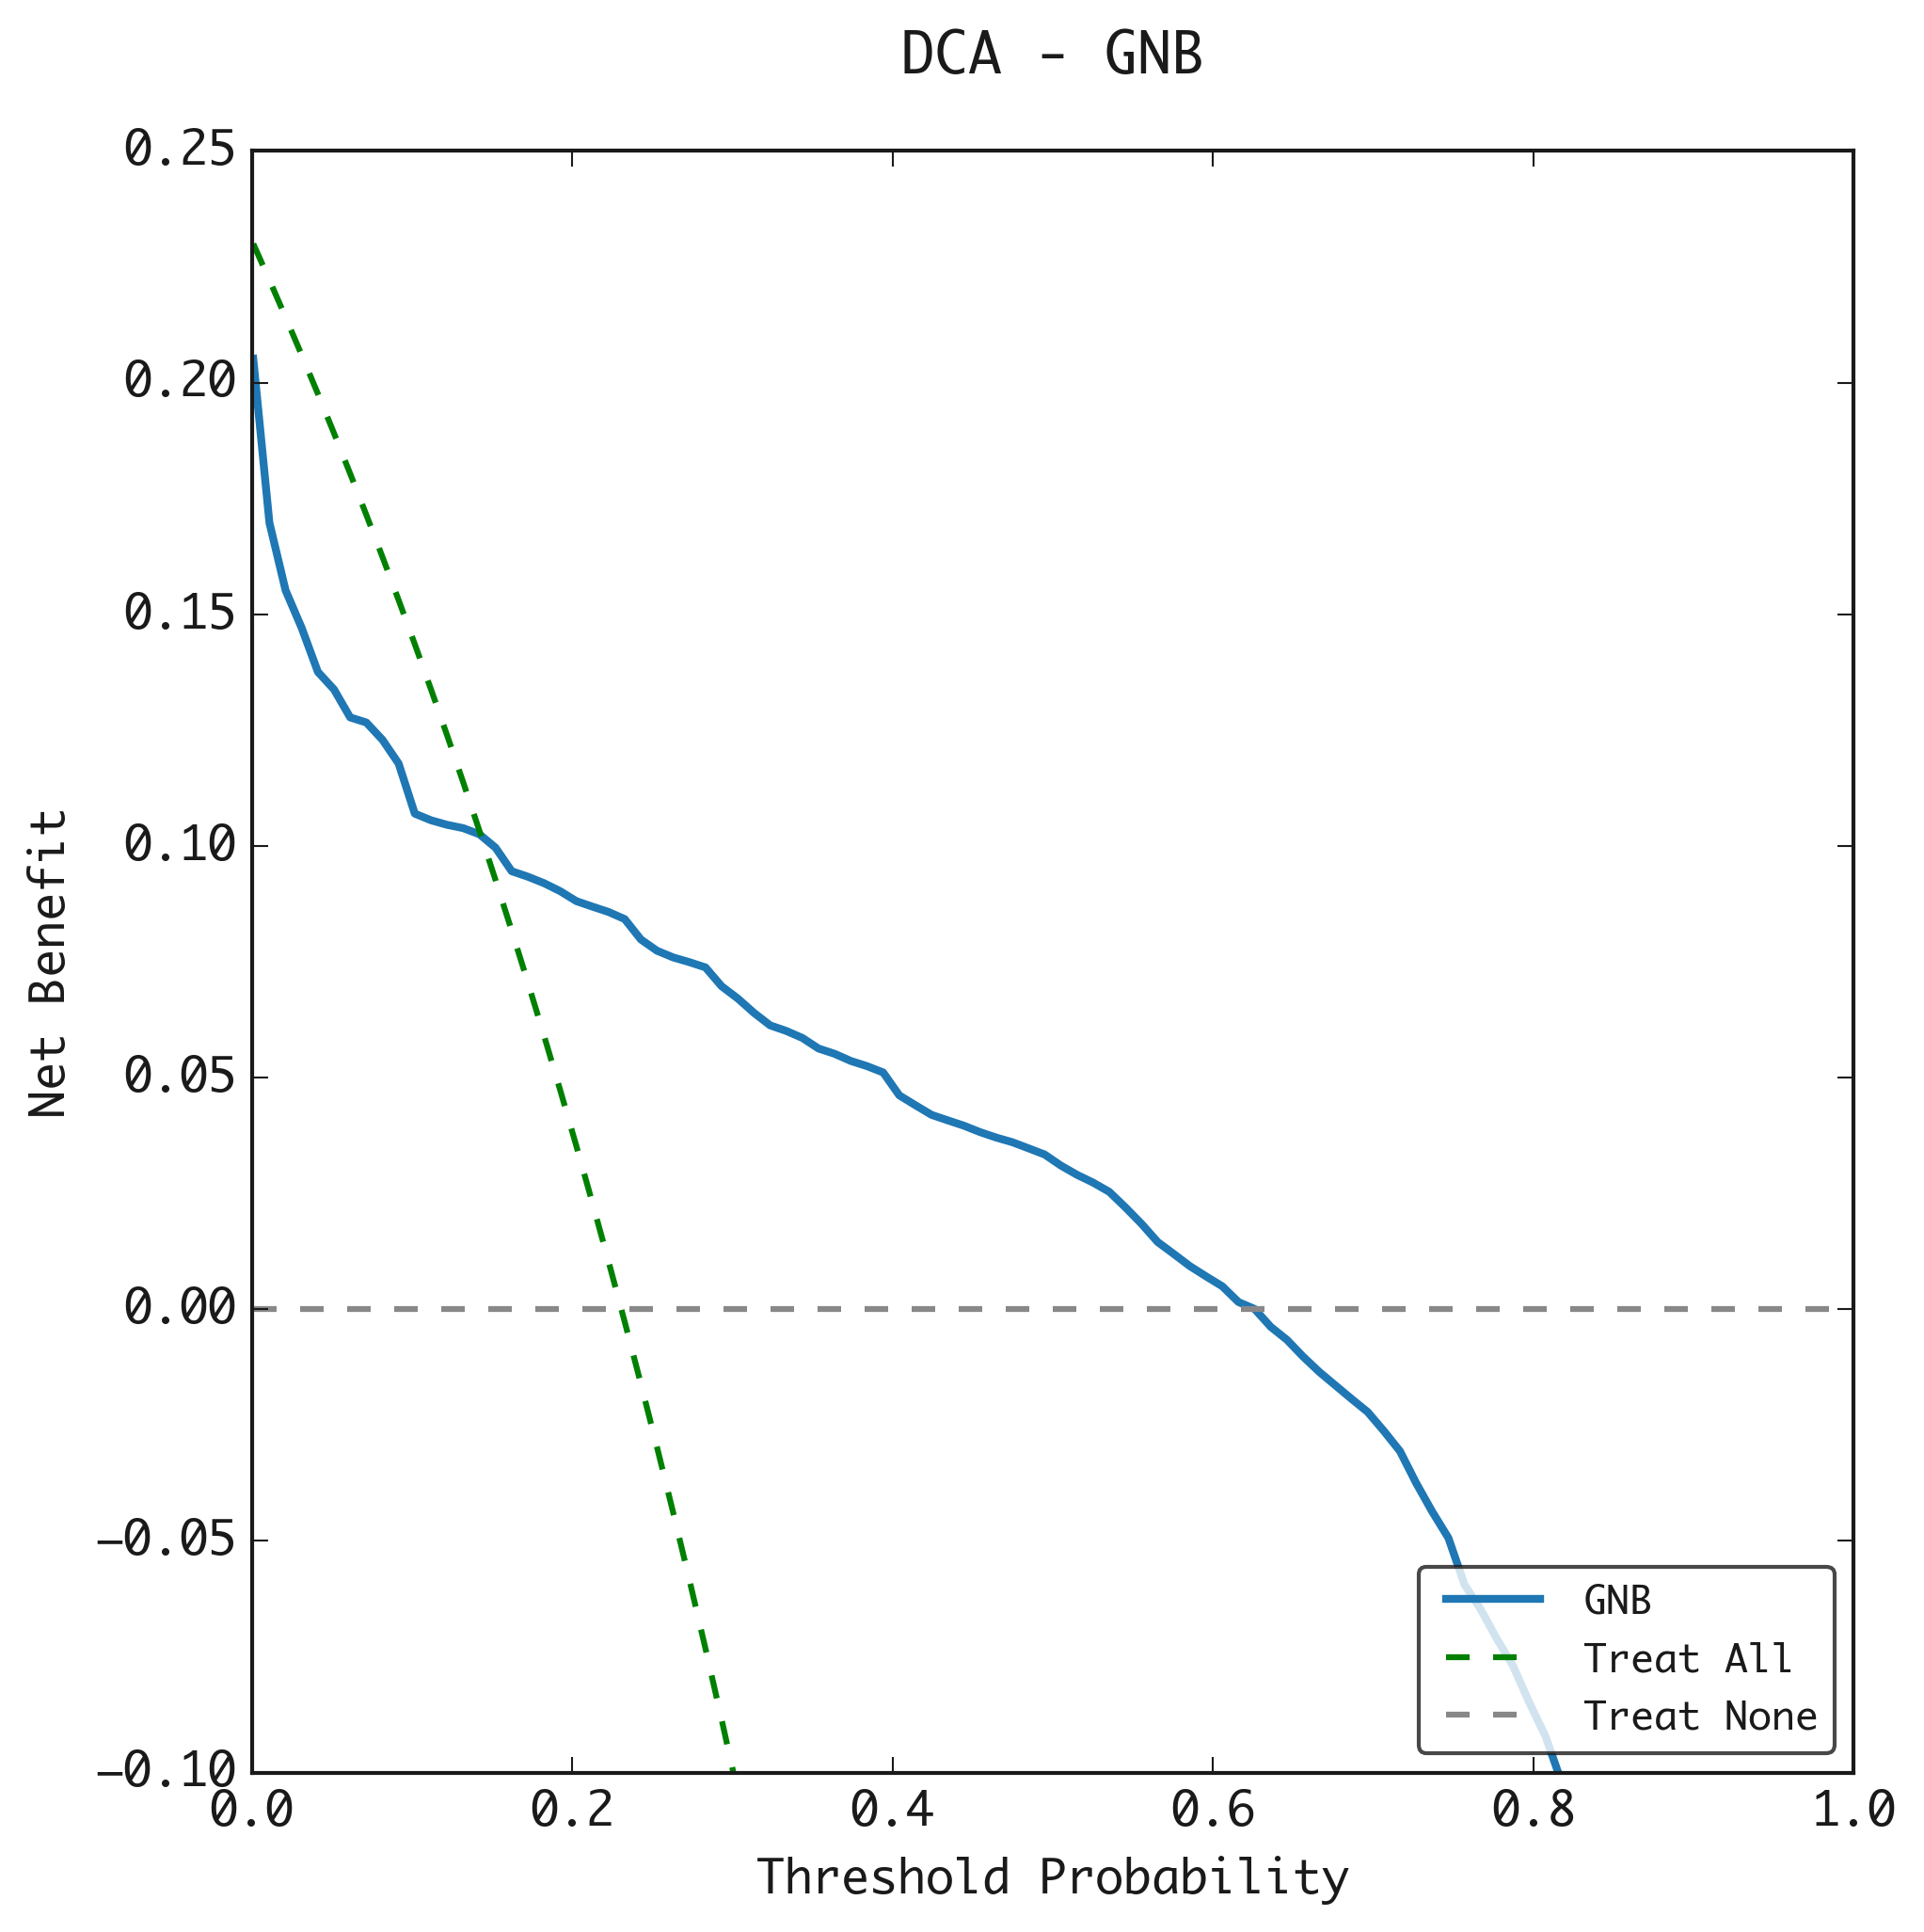 DCA - GNB
0.25
0.20
0.15
0.10
0.05
0.00
−0.05
−0.10
Net Benefit
0.0 0.2 0.4 0.6 0.8 1.0
Threshold Probability
GNB
Treat All
Treat None